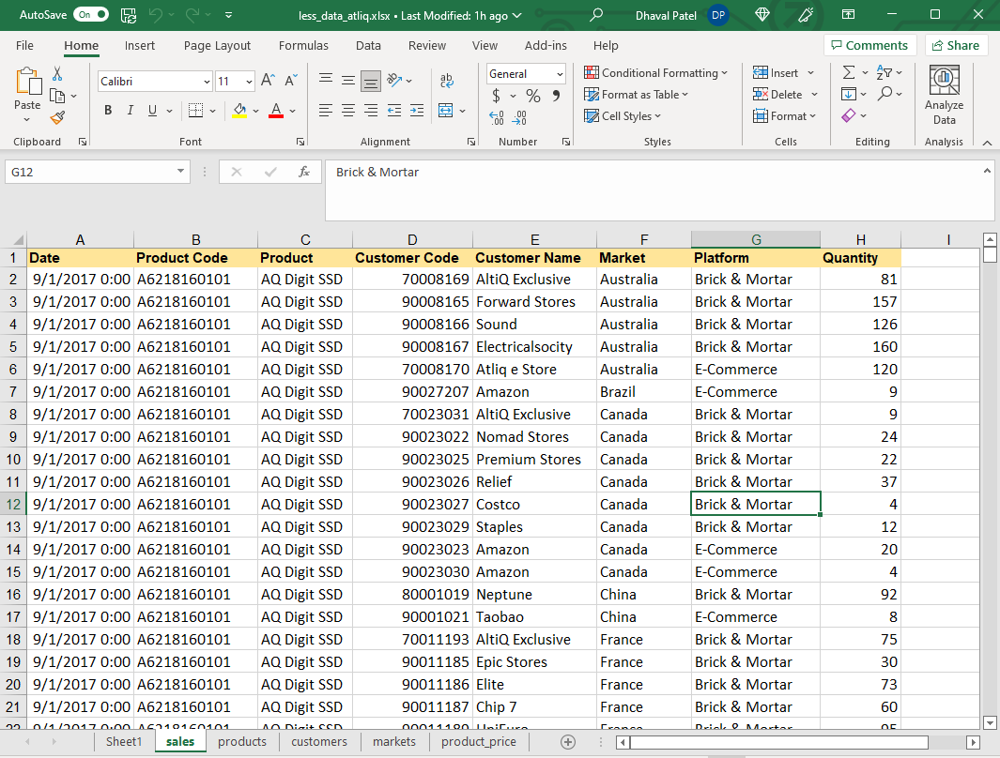 AutoSave On less_data_atliq.xlsx • Last Modified: 1h ago Dhaval Patel DP
File Home Insert Page Layout Formulas Data Review View Add-ins Help Comments Share
Calibri 11 General Conditional Formatting Insert
Paste $ % Format as Table Delete Analyze
B I U A Cell Styles Format Data
Clipboard Font Alignment Number Styles Cells Editing Analysis
G12 fx Brick & Mortar
A B C D E F G H I
1 Date Product Code Product Customer Code Customer Name Market Platform Quantity
2 9/1/2017 0:00 A6218160101 AQ Digit SSD 70008169 AltiQ Exclusive Australia Brick & Mortar 81
3 9/1/2017 0:00 A6218160101 AQ Digit SSD 90008165 Forward Stores Australia Brick & Mortar 157
4 9/1/2017 0:00 A6218160101 AQ Digit SSD 90008166 Sound Australia Brick & Mortar 126
5 9/1/2017 0:00 A6218160101 AQ Digit SSD 90008167 Electricalsocity Australia Brick & Mortar 160
6 9/1/2017 0:00 A6218160101 AQ Digit SSD 70008170 Atliq e Store Australia E-Commerce 120
7 9/1/2017 0:00 A6218160101 AQ Digit SSD 90027207 Amazon Brazil E-Commerce 9
8 9/1/2017 0:00 A6218160101 AQ Digit SSD 70023031 AltiQ Exclusive Canada Brick & Mortar 9
9 9/1/2017 0:00 A6218160101 AQ Digit SSD 90023022 Nomad Stores Canada Brick & Mortar 24
10 9/1/2017 0:00 A6218160101 AQ Digit SSD 90023025 Premium Stores Canada Brick & Mortar 22
11 9/1/2017 0:00 A6218160101 AQ Digit SSD 90023026 Relief Canada Brick & Mortar 37
12 9/1/2017 0:00 A6218160101 AQ Digit SSD 90023027 Costco Canada Brick & Mortar 4
13 9/1/2017 0:00 A6218160101 AQ Digit SSD 90023029 Staples Canada Brick & Mortar 12
14 9/1/2017 0:00 A6218160101 AQ Digit SSD 90023023 Amazon Canada E-Commerce 20
15 9/1/2017 0:00 A6218160101 AQ Digit SSD 90023030 Amazon Canada E-Commerce 4
16 9/1/2017 0:00 A6218160101 AQ Digit SSD 80001019 Neptune China Brick & Mortar 92
17 9/1/2017 0:00 A6218160101 AQ Digit SSD 90001021 Taobao China E-Commerce 8
18 9/1/2017 0:00 A6218160101 AQ Digit SSD 70011193 AltiQ Exclusive France Brick & Mortar 75
19 9/1/2017 0:00 A6218160101 AQ Digit SSD 90011185 Epic Stores France Brick & Mortar 30
20 9/1/2017 0:00 A6218160101 AQ Digit SSD 90011186 Elite France Brick & Mortar 73
21 9/1/2017 0:00 A6218160101 AQ Digit SSD 90011187 Chip 7 France Brick & Mortar 60
Sheet1 sales products customers markets product_price